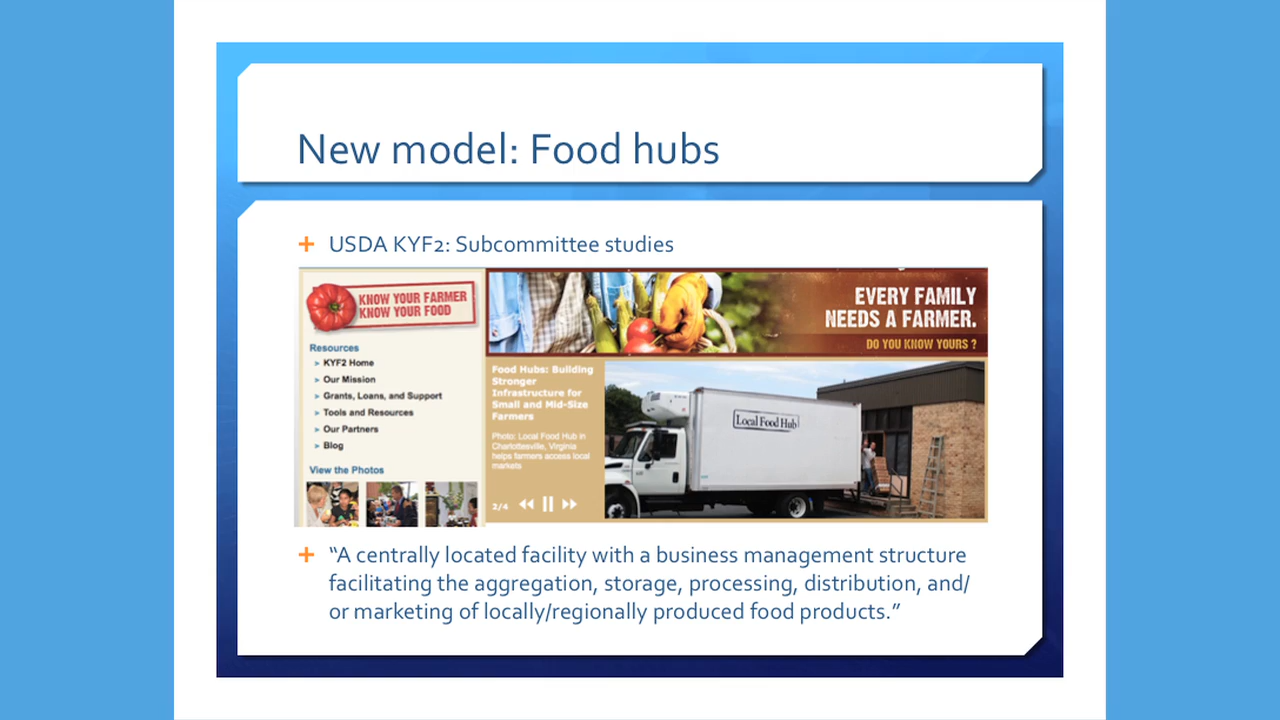 New model: Food hubs
+ USDA KYF2: Subcommittee studies
KNOW YOUR FARMER
KNOW YOUR FOOD
Resources
➤ KYF2 Home
➤ Our Mission
➤ Grants, Loans, and Support
➤ Tools and Resources
➤ Our Partners
➤ Blog
View the Photos
EVERY FAMILY
NEEDS A FARMER.
DO YOU KNOW YOURS ?
Food Hubs: Building
Stronger
Infrastructure for
Small and Mid-Size
Farmers
Photo: Local Food Hub in
Charlottesville, Virginia
helps farmers access local
markets
2/4
Local Food Hub
+ “A centrally located facility with a business management structure
facilitating the aggregation, storage, processing, distribution, and/
or marketing of locally/regionally produced food products.”